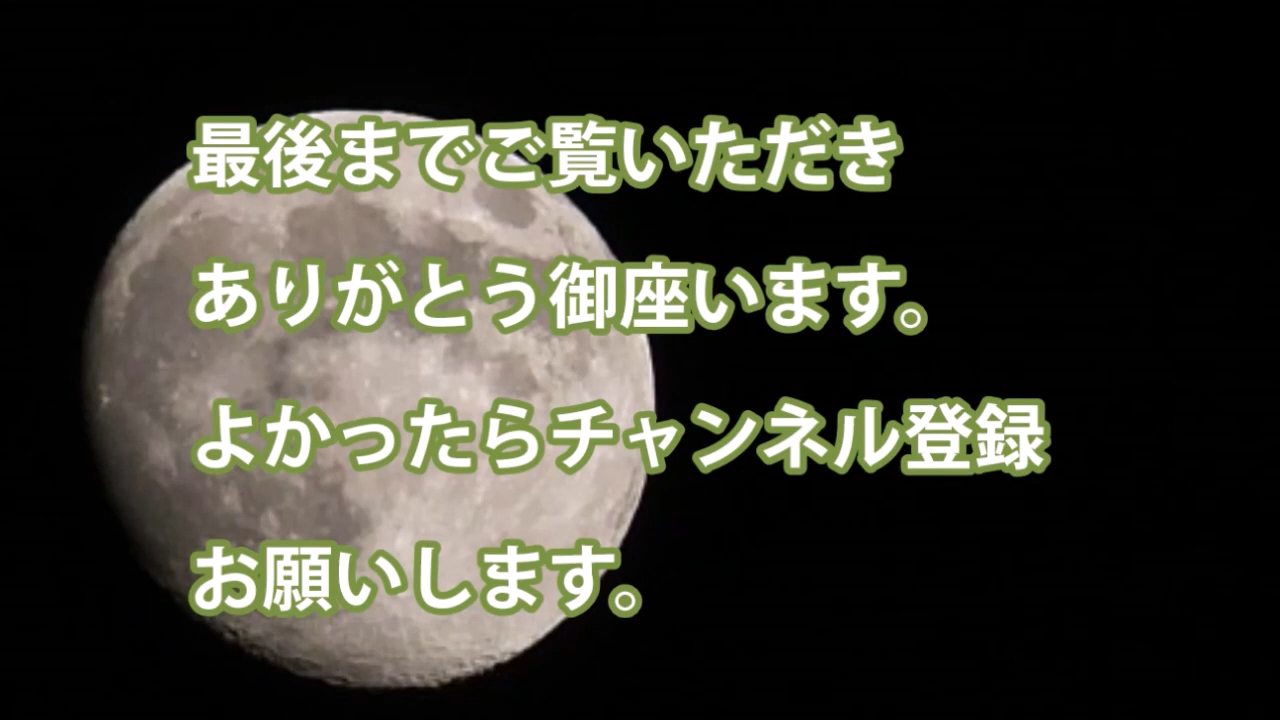 最後までご覧いただき
ありがとう御座います。
よかったらチャンネル登録
お願いします。